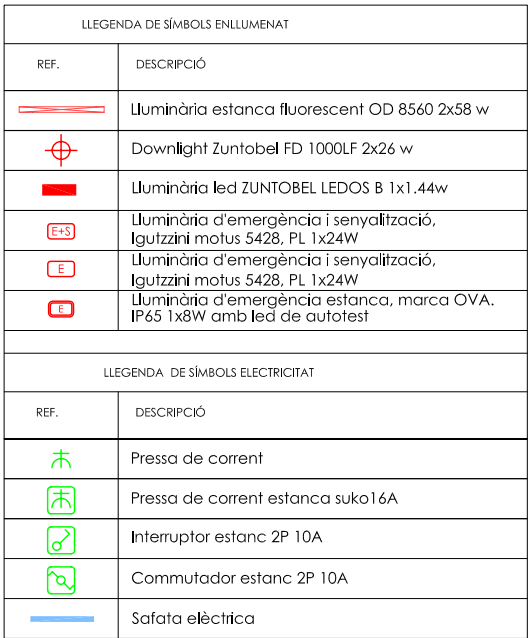 LLEGENDA DE SÍMBOLS ENLLUMENAT
REF. DESCRIPCIÓ
Lluminària estanca fluorescent OD 8560 2x58 w
Downlight Zuntobel FD 1000LF 2x26 w
Lluminària led ZUNTOBEL LEDOS B 1x1.44w
E+S Lluminària d'emergència i senyalització,
Igutzzini motus 5428, PL 1x24W
E Lluminària d'emergència i senyalització,
Igutzzini motus 5428, PL 1x24W
E Lluminària d'emergència estanca, marca OVA.
IP65 1x8W amb led de autotest
LLEGENDA DE SÍMBOLS ELECTRICITAT
REF. DESCRIPCIÓ
Pressa de corrent
Pressa de corrent estanca suko16A
Interruptor estanc 2P 10A
Commutador estanc 2P 10A
Safata elèctrica